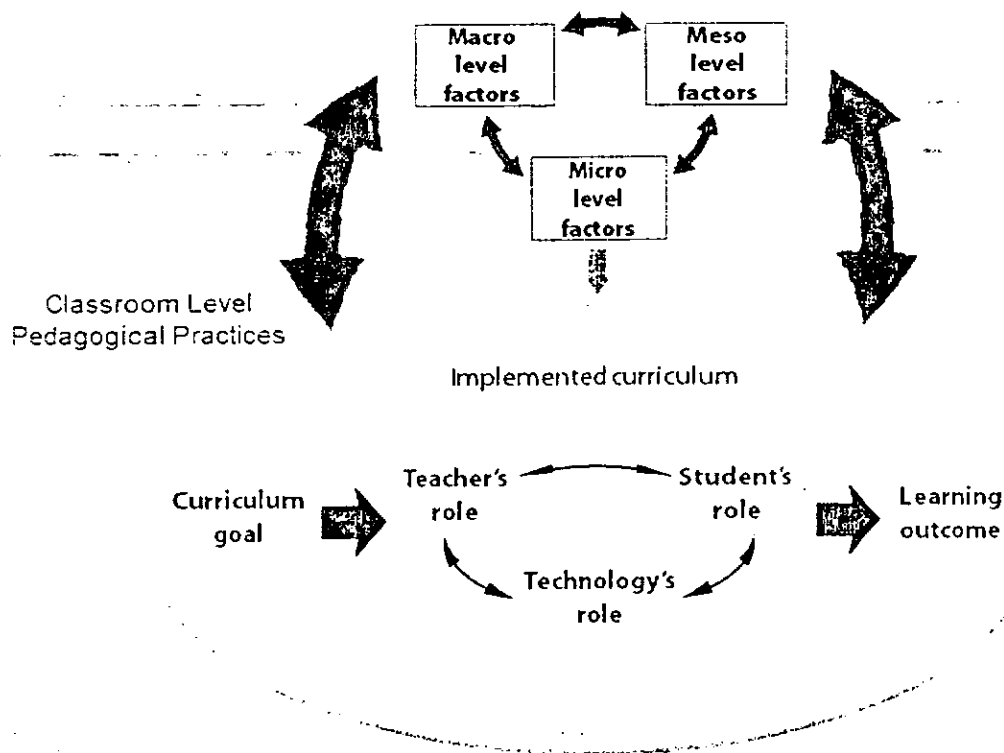 Macro
level
factors
Meso
level
factors
Micro
level
factors
Classroom Level
Pedagogical Practices
Implemented curriculum
Curriculum
goal
Teacher's
role
Student's
role
Learning
outcome
Technology's
role